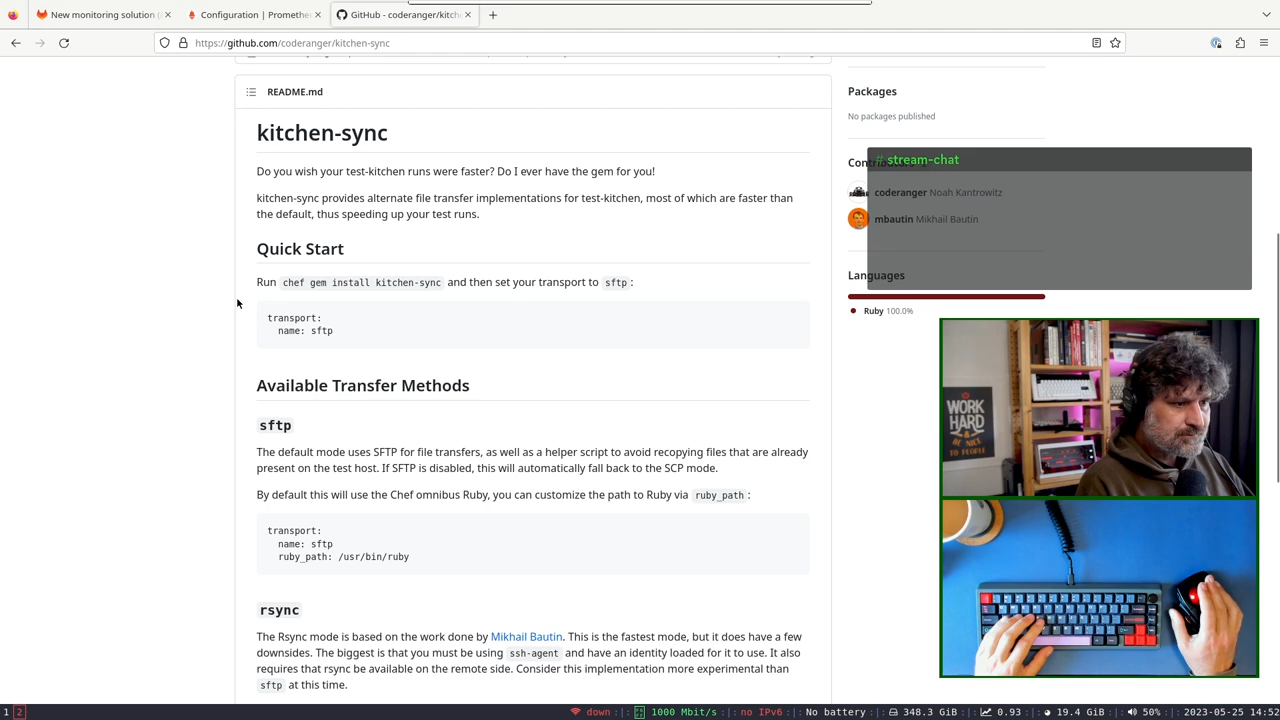 New monitoring solution (
Configuration | Promethe
GitHub - coderanger/kitche
https://github.com/coderanger/kitchen-sync
README.md
kitchen-sync
Do you wish your test-kitchen runs were faster? Do I ever have the gem for you!
kitchen-sync provides alternate file transfer implementations for test-kitchen, most of which are faster than
the default, thus speeding up your test runs.
Quick Start
Run chef gem install kitchen-sync and then set your transport to sftp :
transport:
name: sftp
Available Transfer Methods
sftp
The default mode uses SFTP for file transfers, as well as a helper script to avoid recopying files that are already
present on the test host. If SFTP is disabled, this will automatically fall back to the SCP mode.
By default this will use the Chef omnibus Ruby, you can customize the path to Ruby via ruby_path :
transport:
name: sftp
ruby_path: /usr/bin/ruby
rsync
The Rsync mode is based on the work done by Mikhail Bautin. This is the fastest mode, but it does have a few
downsides. The biggest is that you must be using ssh-agent and have an identity loaded for it to use. It also
requires that rsync be available on the remote side. Consider this implementation more experimental than
sftp at this time.
Packages
No packages published
# stream-chat
coderanger Noah Kantrowitz
mbautin Mikhail Bautin
Languages
Ruby 100.0%
WORK
HARD
& BE
NICE
TO PEOPLE
1 2
down :|: 1000 Mbit/s :|: no IPv6 :|: No battery :|: 348.3 GiB :|: 0.93 :|: 19.4 GiB :|: 50% :|: 2023-05-25 14:52